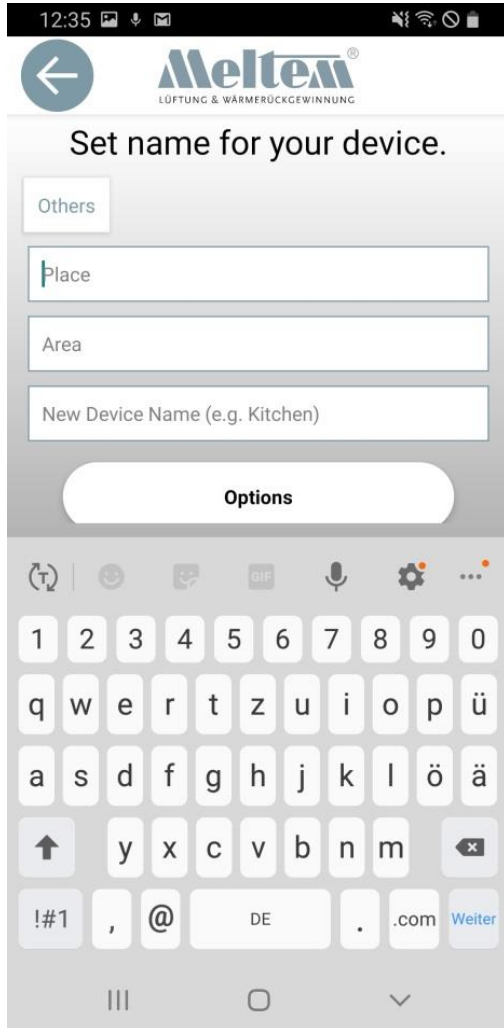 12:35
Meltem®
LÜFTUNG & WÄRMERÜCKGEWINNUNG
Set name for your device.
Others
Place
Area
New Device Name (e.g. Kitchen)
Options
T GIF
1 2 3 4 5 6 7 8 9 0
q w e r t z u i o p ü
a s d f g h j k l ö ä
y x c v b n m
!#1 , @ DE . .com Weiter